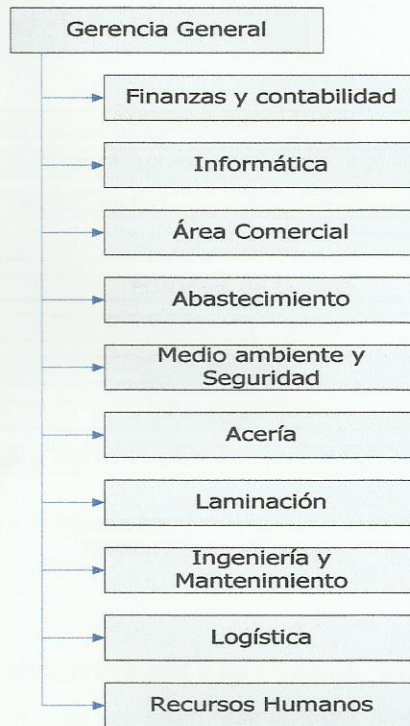 Gerencia General
Finanzas y contabilidad
Informática
Área Comercial
Abastecimiento
Medio ambiente y
Seguridad
Acería
Laminación
Ingeniería y
Mantenimiento
Logística
Recursos Humanos